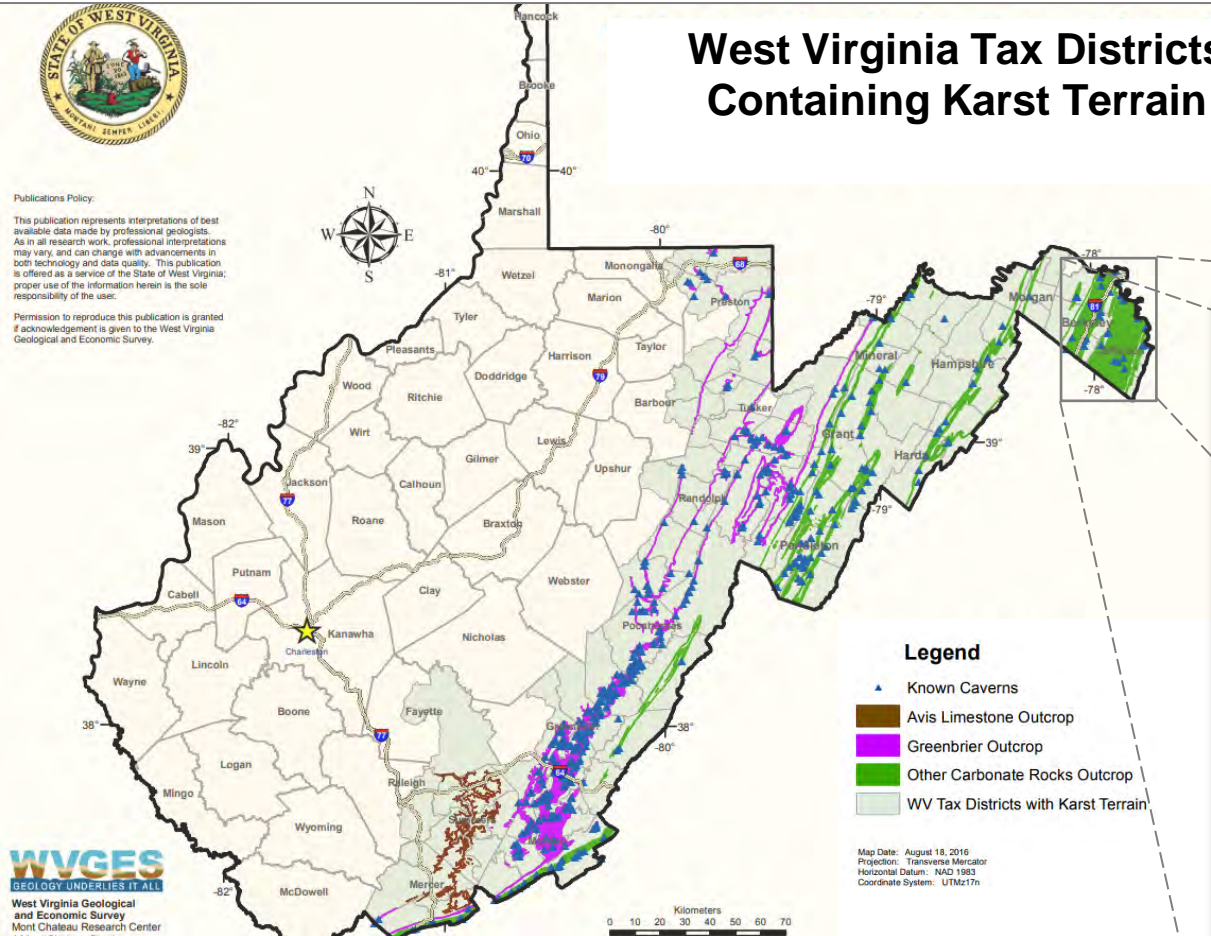 STATE OF WEST VIRGINIA
MONTANI SEMPER LIBERI
West Virginia Tax Districts
Containing Karst Terrain
Publications Policy:
This publication represents interpretations of best
available data made by professional geologists.
As in all research work, professional interpretations
may vary, and can change with advancements in
both technology and data quality. This publication
is offered as a service of the State of West Virginia;
proper use of the information herein is the sole
responsibility of the user.
Permission to reproduce this publication is granted
if acknowledgement is given to the West Virginia
Geological and Economic Survey.
N
W E
S
Hancock
Brooke
Ohio
70
40° 40°
Marshall
-80°
-81°
Wetzel
Monongalia
68
-78°
Marion
Preston
Morgan
-79°
81
Berkeley
Tyler
Pleasants
Harrison
Taylor
Mineral
Hampshire
Doddridge
79
-78°
Wood
Ritchie
Barbour
Tucker
Wirt
-82°
39°
Lewis
Grant
39°
Gilmer
Upshur
Hardy
Jackson
77
Calhoun
Randolph
-79°
Mason
Roane
Braxton
Pendleton
Putnam
Webster
Cabell
64
Clay
Kanawha
Nicholas
Pocahontas
Charleston
Lincoln
Wayne
Boone
Fayette
38°
77
38°
-80°
Logan
64
Raleigh
Mingo
Summers
Wyoming
Mercer
-82°
McDowell
Legend
Known Caverns
Avis Limestone Outcrop
Greenbrier Outcrop
Other Carbonate Rocks Outcrop
WV Tax Districts with Karst Terrain
Map Date: August 18, 2016
Projection: Transverse Mercator
Horizontal Datum: NAD 1983
Coordinate System: UTMz17n
Kilometers
0 10 20 30 40 50 60 70
WVGES
GEOLOGY UNDERLIES IT ALL
West Virginia Geological
and Economic Survey
Mont Chateau Research Center